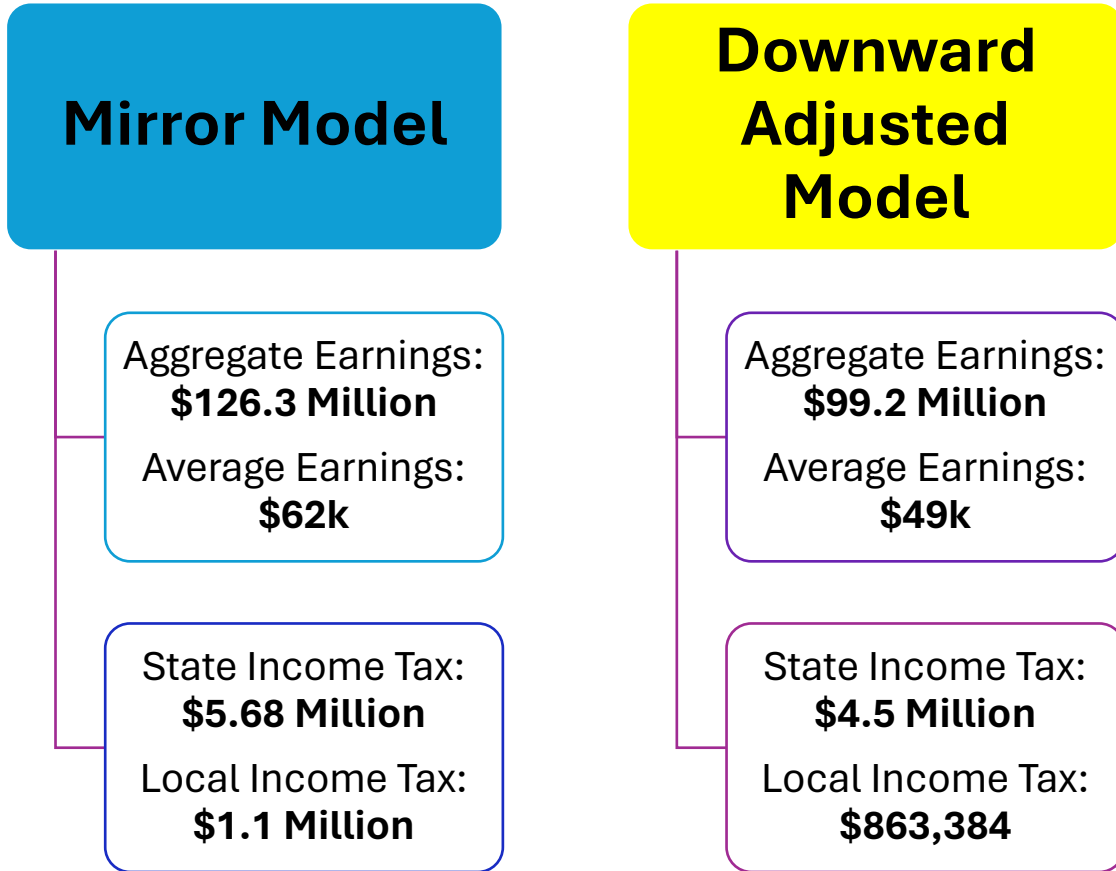 Mirror Model
Aggregate Earnings:
$126.3 Million
Average Earnings:
$62k
State Income Tax:
$5.68 Million
Local Income Tax:
$1.1 Million
Downward
Adjusted
Model
Aggregate Earnings:
$99.2 Million
Average Earnings:
$49k
State Income Tax:
$4.5 Million
Local Income Tax:
$863,384